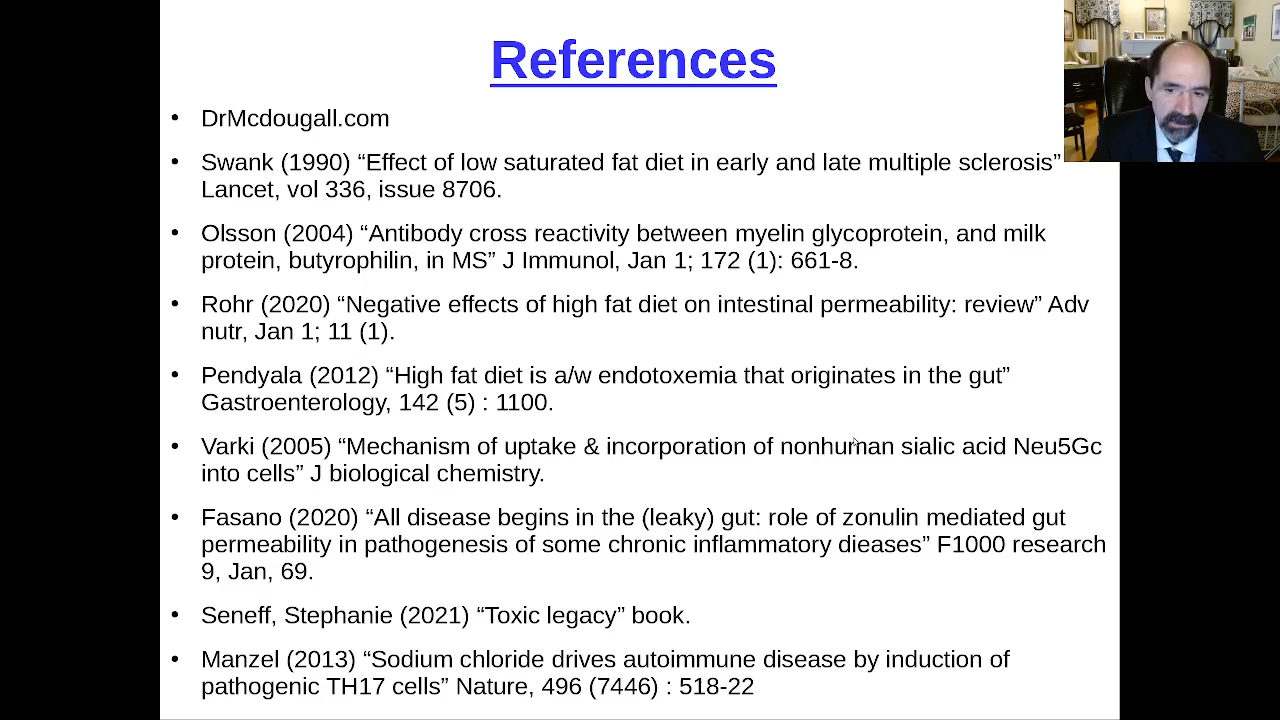 References
• DrMcdougall.com
• Swank (1990) “Effect of low saturated fat diet in early and late multiple sclerosis”
Lancet, vol 336, issue 8706.
• Olsson (2004) “Antibody cross reactivity between myelin glycoprotein, and milk
protein, butyrophilin, in MS” J Immunol, Jan 1; 172 (1): 661-8.
• Rohr (2020) “Negative effects of high fat diet on intestinal permeability: review” Adv
nutr, Jan 1; 11 (1).
• Pendyala (2012) “High fat diet is a/w endotoxemia that originates in the gut”
Gastroenterology, 142 (5) : 1100.
• Varki (2005) “Mechanism of uptake & incorporation of nonhuman sialic acid Neu5Gc
into cells” J biological chemistry.
• Fasano (2020) “All disease begins in the (leaky) gut: role of zonulin mediated gut
permeability in pathogenesis of some chronic inflammatory dieases” F1000 research
9, Jan, 69.
• Seneff, Stephanie (2021) “Toxic legacy” book.
• Manzel (2013) “Sodium chloride drives autoimmune disease by induction of
pathogenic TH17 cells” Nature, 496 (7446) : 518-22